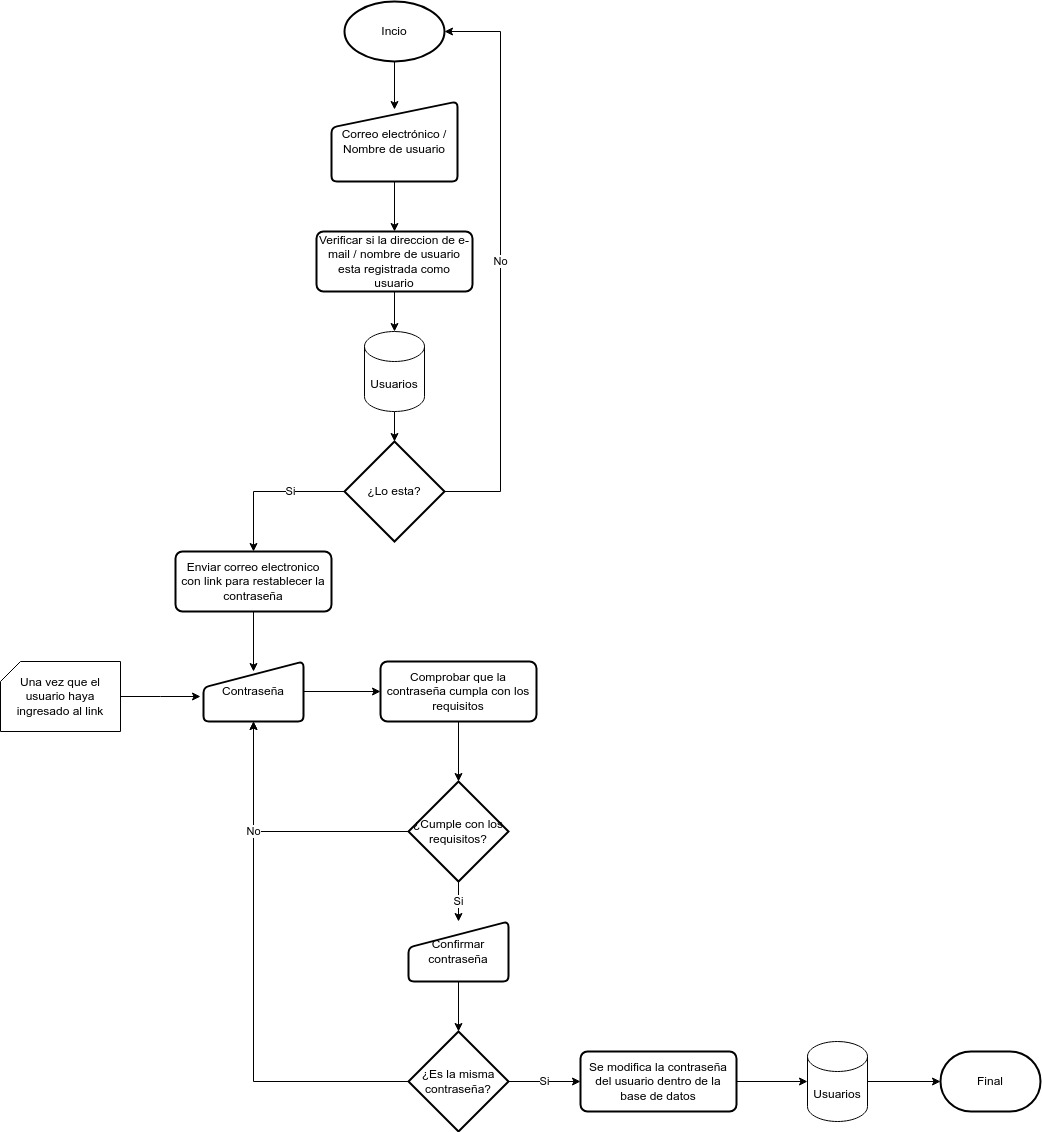 Incio
Correo electrónico /
Nombre de usuario
Verificar si la direccion de e-
mail / nombre de usuario
esta registrada como
usuario
No
Usuarios
¿Lo esta?
Si
Enviar correo electronico
con link para restablecer la
contraseña
Una vez que el
usuario haya
ingresado al link
Contraseña
Comprobar que la
contraseña cumpla con los
requisitos
¿Cumple con los
requisitos?
No
Si
Confirmar
contraseña
¿Es la misma
contraseña?
Si
Se modifica la contraseña
del usuario dentro de la
base de datos
Usuarios
Final